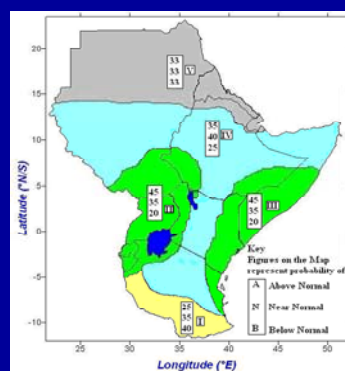 20
15
10
5
0
-5
-10
Latitude (°N/S)
33
33
33
V
35
40
25
IV
45
35
20
II
45
35
20
III
25
35
40
I
Key
Figures on the Map
represent probability of
A Above Normal
N Near Normal
B Below Normal
25 30 35 40 45 50
Longitude (°E)